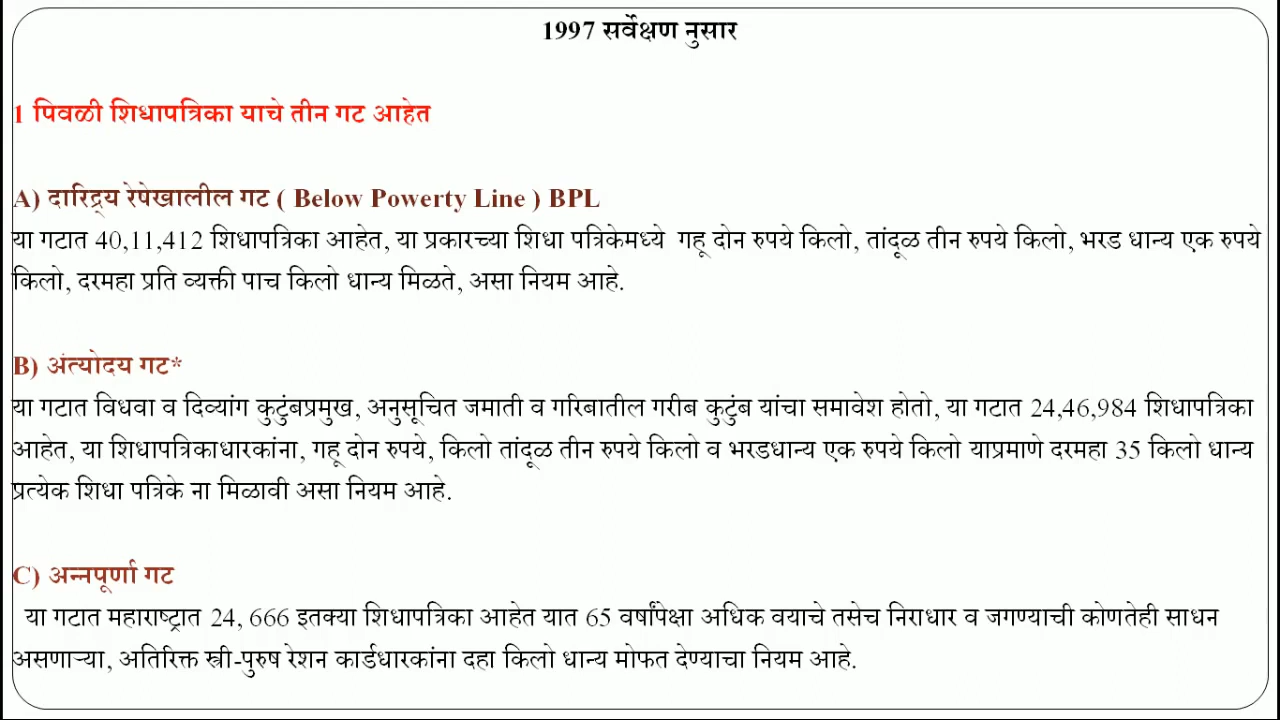 1997 सर्वेक्षण नुसार
1 पिवळी शिधापत्रिका याचे तीन गट आहेत
A) दारिद्र्य रेपेखालील गट ( Below Powerty Line ) BPL
या गटात 40,11,412 शिधापत्रिका आहेत, या प्रकारच्या शिधा पत्रिकेमध्ये गहू दोन रुपये किलो, तांदूळ तीन रुपये किलो, भरड धान्य एक रुपये
किलो, दरमहा प्रति व्यक्ती पाच किलो धान्य मिळते, असा नियम आहे.
B) अंत्योदय गट*
या गटात विधवा व दिव्यांग कुटुंबप्रमुख, अनुसूचित जमाती व गरिबातील गरीब कुटुंब यांचा समावेश होतो, या गटात 24,46,984 शिधापत्रिका
आहेत, या शिधापत्रिकाधारकांना, गहू दोन रुपये, किलो तांदूळ तीन रुपये किलो व भरडधान्य एक रुपये किलो याप्रमाणे दरमहा 35 किलो धान्य
प्रत्येक शिधा पत्रिके ना मिळावी असा नियम आहे.
C) अन्नपूर्णा गट
या गटात महाराष्ट्रात 24, 666 इतक्या शिधापत्रिका आहेत यात 65 वर्षांपेक्षा अधिक वयाचे तसेच निराधार व जगण्याची कोणतेही साधन
असणाऱ्या, अतिरिक्त स्त्री-पुरुष रेशन कार्डधारकांना दहा किलो धान्य मोफत देण्याचा नियम आहे.